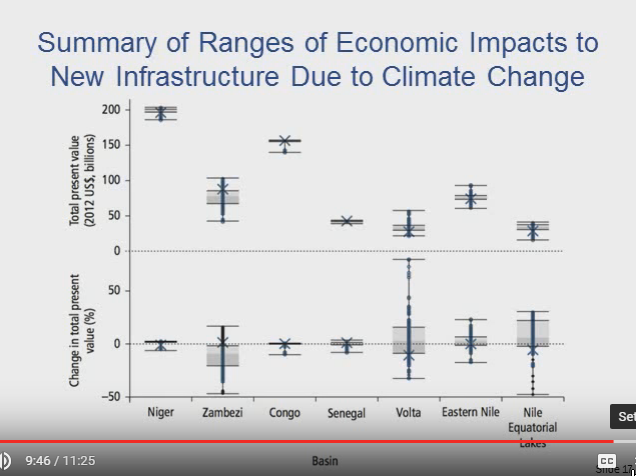 Summary of Ranges of Economic Impacts to
New Infrastructure Due to Climate Change
Total present value
(2012 US$, billions)
200
150
100
50
0
Change in total present
value (%)
50
0
−50
Niger
Zambezi
Congo
Senegal
Volta
Eastern Nile
Nile
Equatorial
Lakes
Basin
9:46 / 11:25
CC
Set